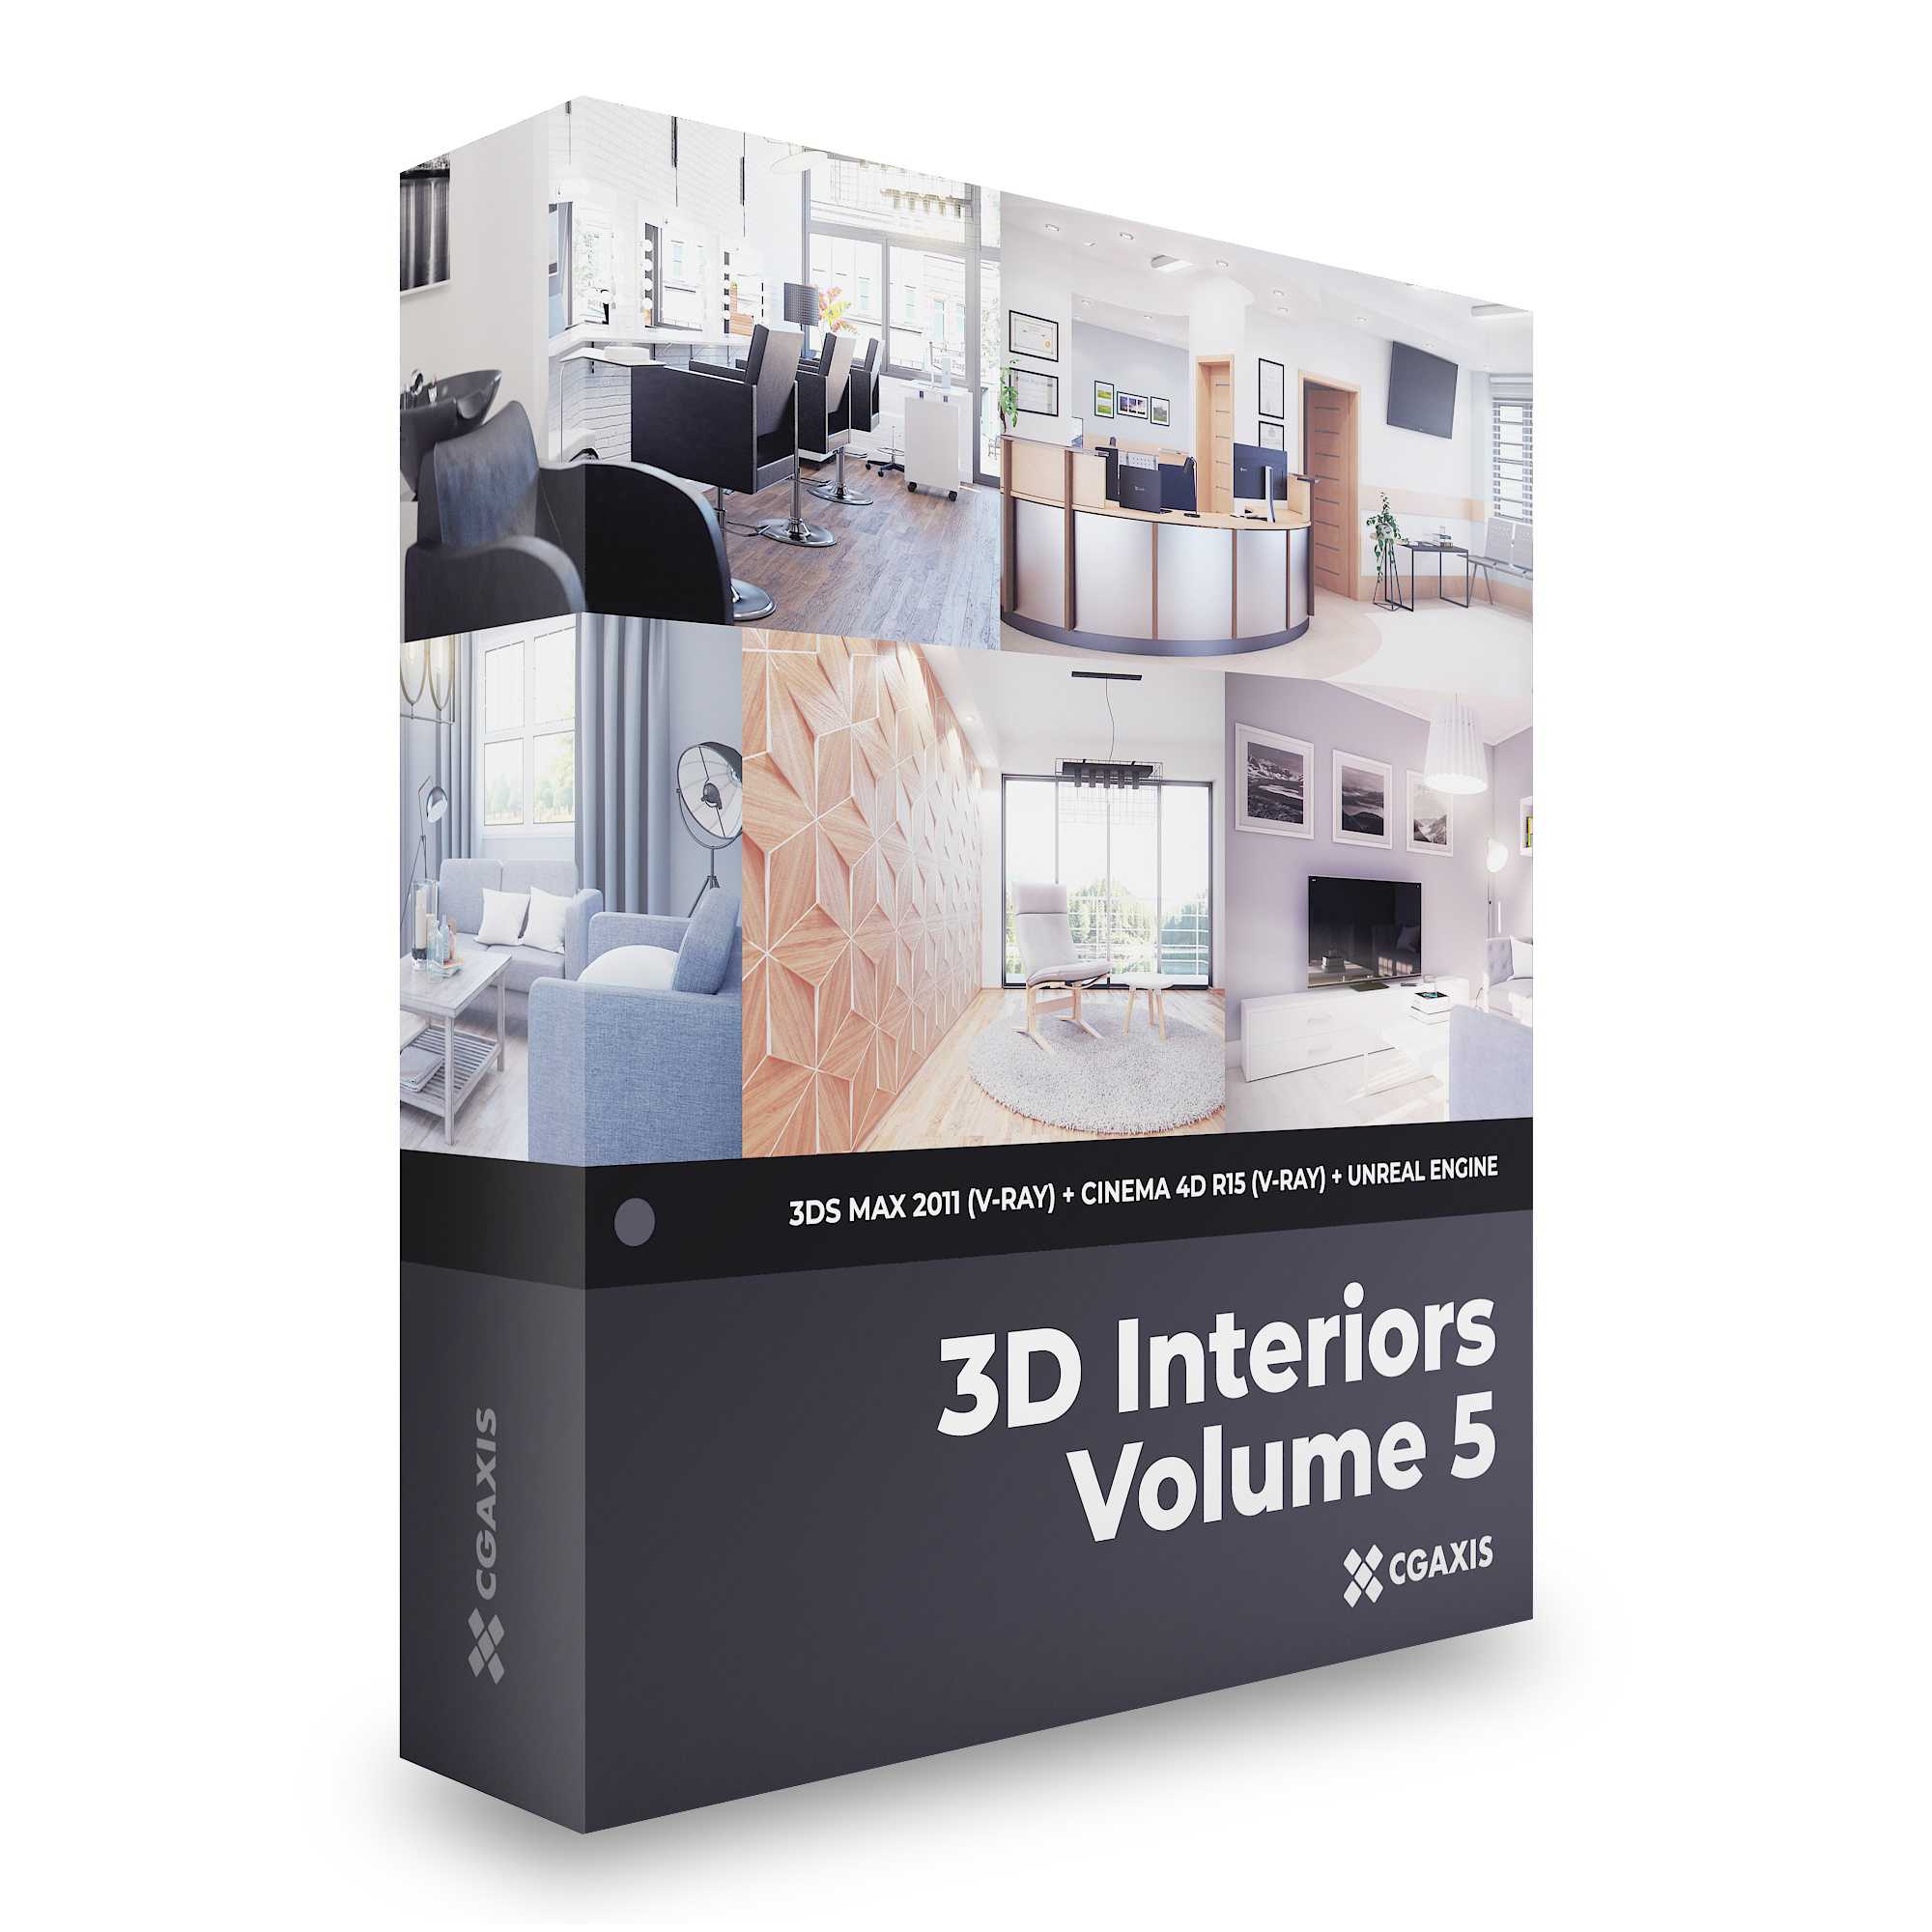 3DS MAX 2011 (V-RAY) + CINEMA 4D R15 (V-RAY) + UNREAL ENGINE
3D Interiors
Volume 5
CGAXIS
CGAXIS